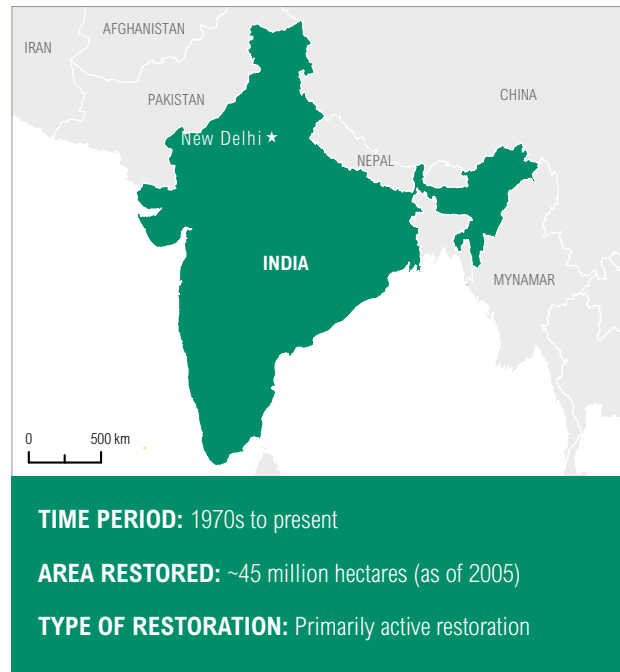 AFGHANISTAN
IRAN
CHINA
PAKISTAN
New Delhi
NEPAL
INDIA
MYNAMAR
0 500 km
TIME PERIOD: 1970s to present
AREA RESTORED: ~45 million hectares (as of 2005)
TYPE OF RESTORATION: Primarily active restoration